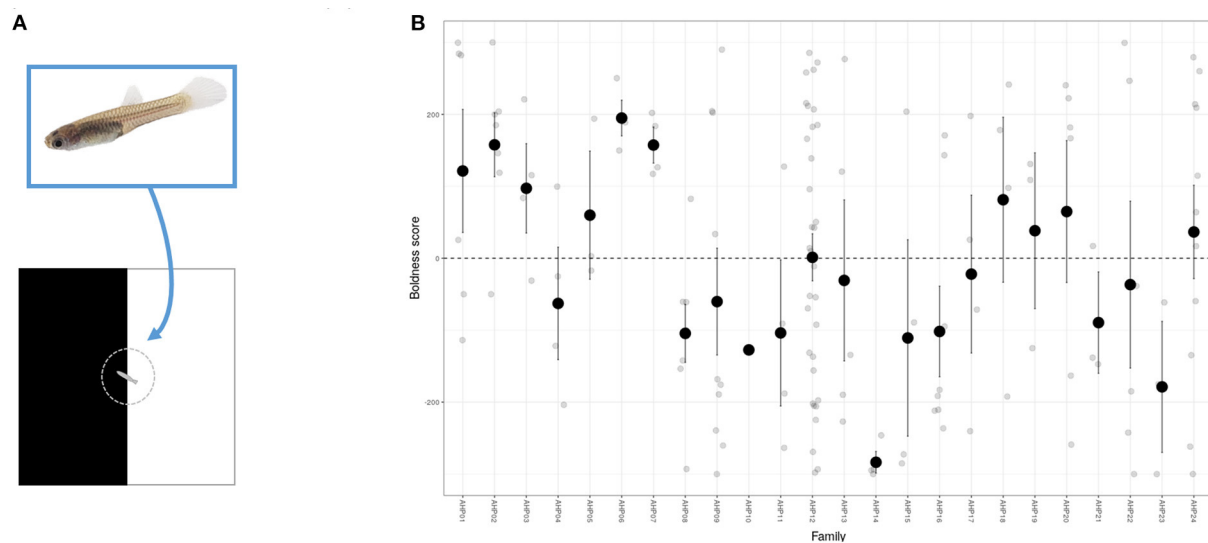 A
B
Boldness score
200
0
-200
AHP01
AHP02
AHP03
AHP04
AHP05
AHP06
AHP07
AHP08
AHP09
AHP10
AHP11
AHP12
AHP13
AHP14
AHP15
AHP16
AHP17
AHP18
AHP19
AHP20
AHP21
AHP22
AHP23
AHP24
Family